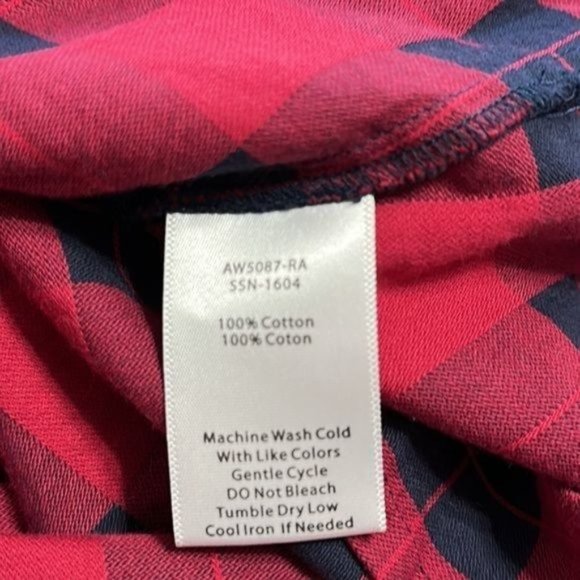 AW5087-RA
SSN-1604
100% Cotton
100% Coton
Machine Wash Cold
With Like Colors
Gentle Cycle
DO Not Bleach
Tumble Dry Low
Cool Iron If Needed